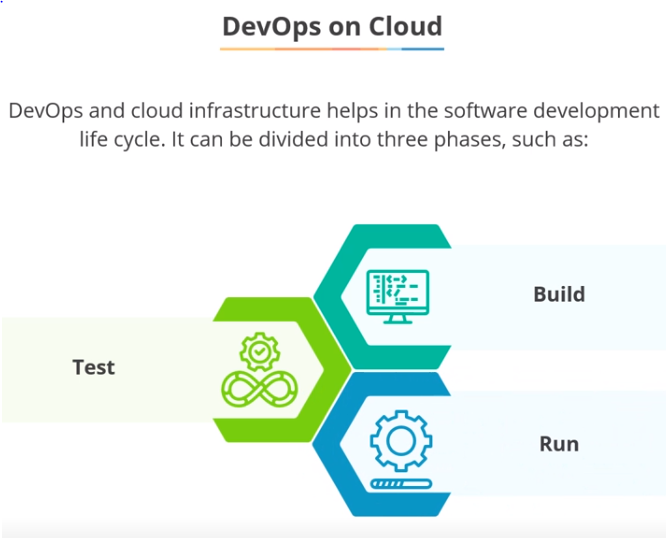 DevOps on Cloud
DevOps and cloud infrastructure helps in the software development
life cycle. It can be divided into three phases, such as:
Build
Test
Run